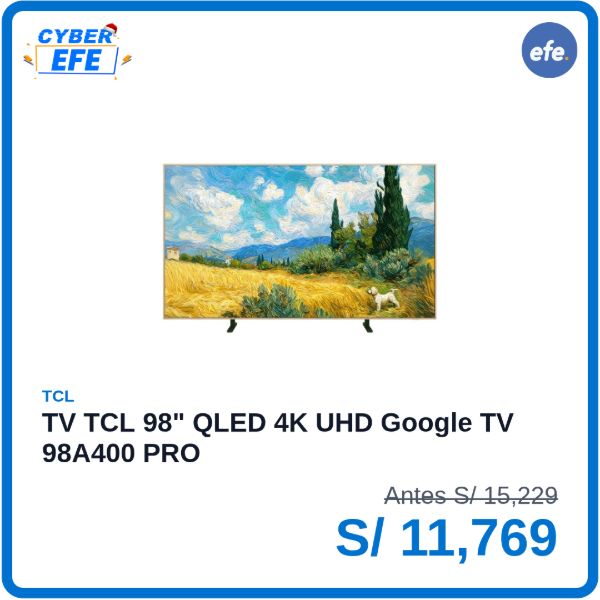 CYBER
EFE
efe.
TCL
TV TCL 98" QLED 4K UHD Google TV
98A400 PRO
Antes S/ 15,229
S/ 11,769